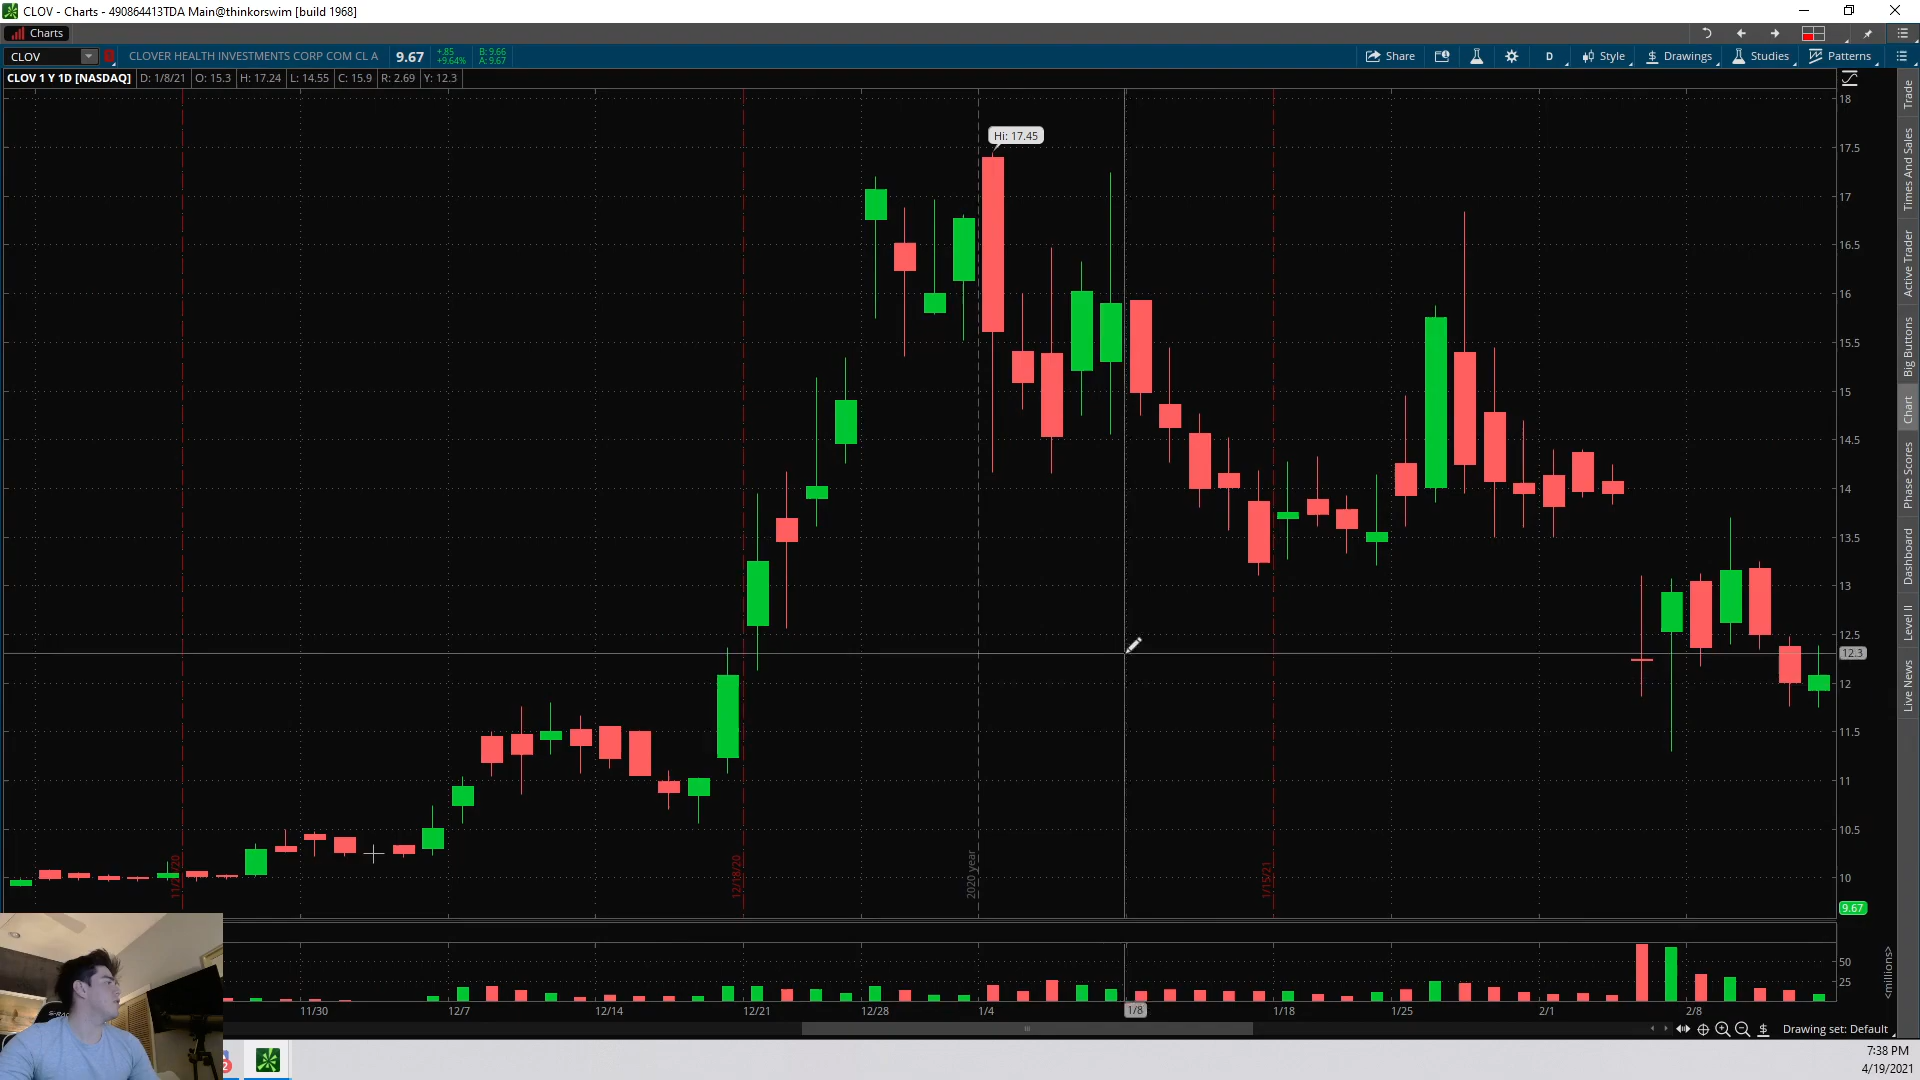 CLOV - Charts - 490864413TDA Main@thinkorswim [build 1968]
Charts
CLOV
CLOVER HEALTH INVESTMENTS CORP COM CL A
9.67
+.85
+9.64%
B: 9.66
A: 9.67
Share
D
Style
Drawings
Studies
Patterns
CLOV 1 Y 1D [NASDAQ]
D: 1/8/21
O: 15.3
H: 17.24
L: 14.55
C: 15.9
R: 2.69
Y: 12.3
Hi: 17.45
18
17.5
17
16.5
16
15.5
15
14.5
14
13.5
13
12.5
12.3
12
11.5
11
10.5
10
9.67
12/18/20
2020 year
1/15/21
50
25
<millions>
11/30
12/7
12/14
12/21
12/28
1/4
1/8
1/18
1/25
2/1
2/8
Trade
Times And Sales
Active Trader
Big Buttons
Chart
Phase Scores
Dashboard
Level II
Live News
Drawing set: Default
7:38 PM
4/19/2021